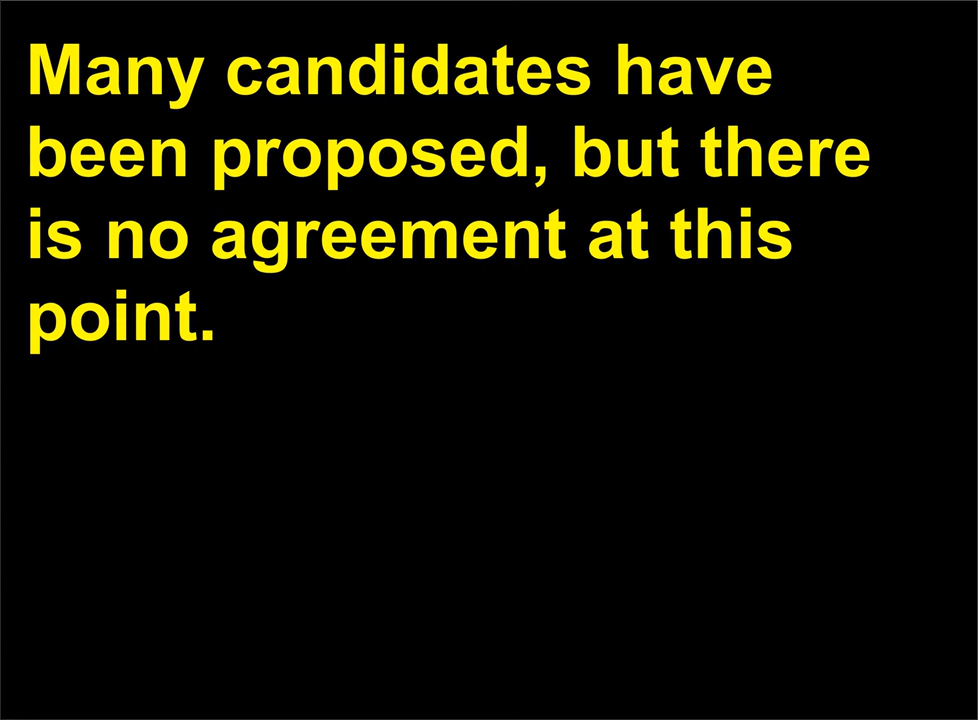 Many candidates have
been proposed, but there
is no agreement at this
point.